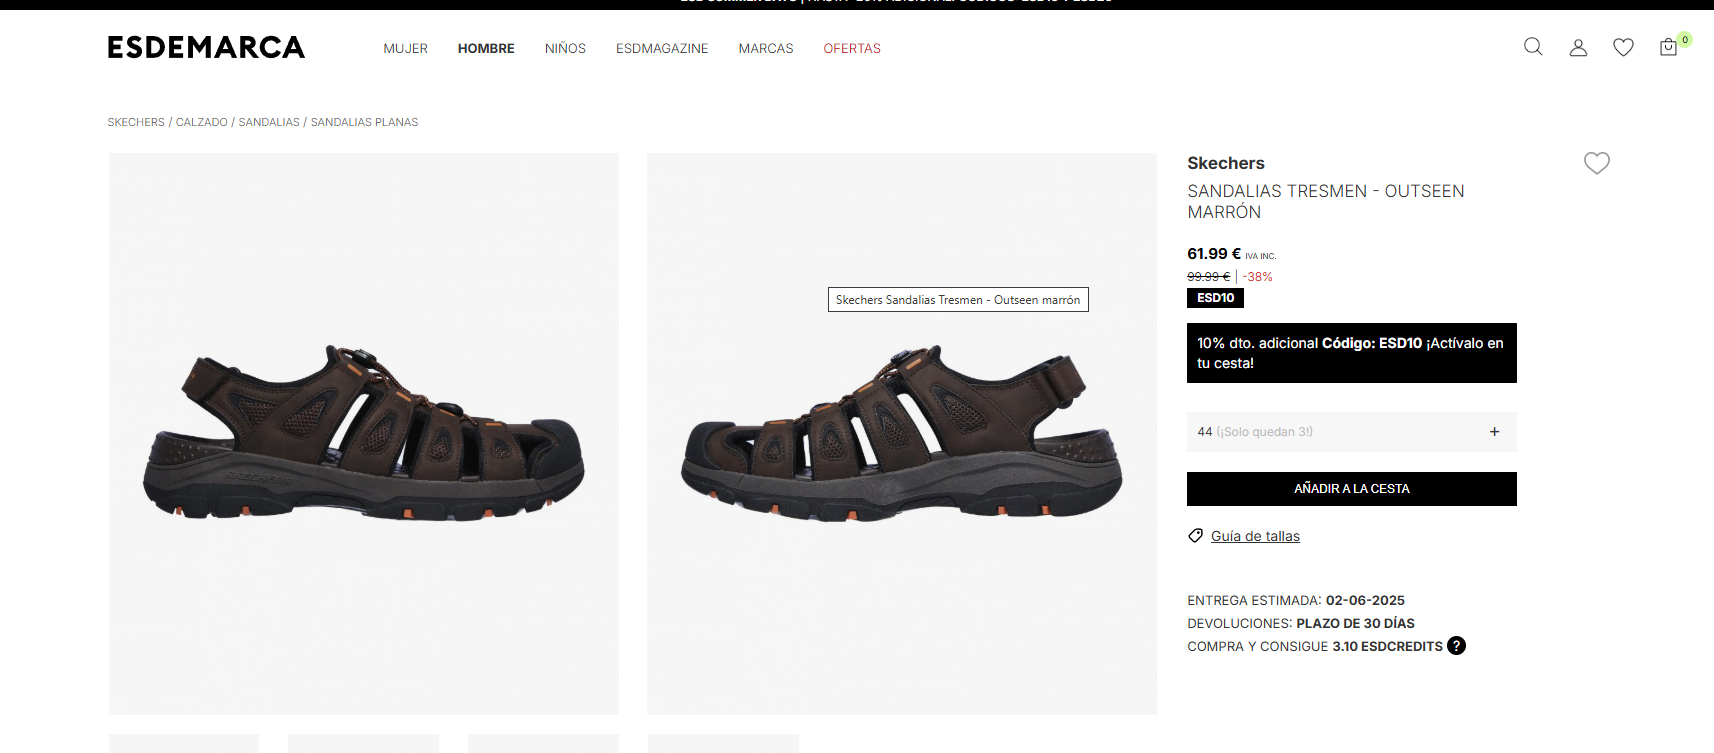 ESDEMARCA
MUJER
HOMBRE
NIÑOS
ESDMAGAZINE
MARCAS
OFERTAS
0
SKECHERS / CALZADO / SANDALIAS / SANDALIAS PLANAS
Skechers Sandalias Tresmen - Outseen marrón
Skechers
SANDALIAS TRESMEN - OUTSEEN
MARRÓN
61.99 € IVA INC.
99.99 € | -38%
ESD10
10% dto. adicional Código: ESD10 ¡Actívalo en
tu cesta!
44 (¡Solo quedan 3!) +
AÑADIR A LA CESTA
Guía de tallas
ENTREGA ESTIMADA: 02-06-2025
DEVOLUCIONES: PLAZO DE 30 DÍAS
COMPRA Y CONSIGUE 3.10 ESDCREDITS ?